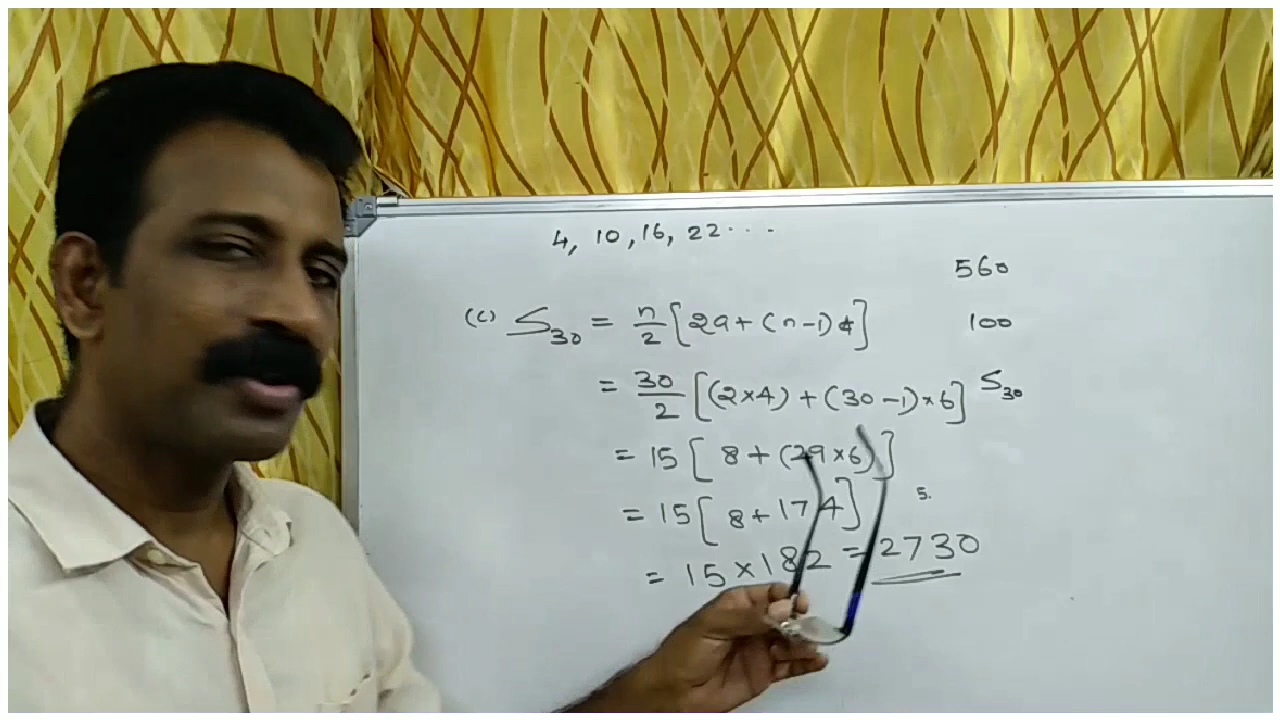 4, 10, 16, 22 . . .
560
(c) S₃₀ = n/2 [2a + (n-1) d]
100
= 30/2 [(2×4) + (30-1)×6]
S₃₀
= 15 [ 8 + (29×6) ]
= 15 [ 8 + 174 ]
5.
= 15 × 182 = 2730